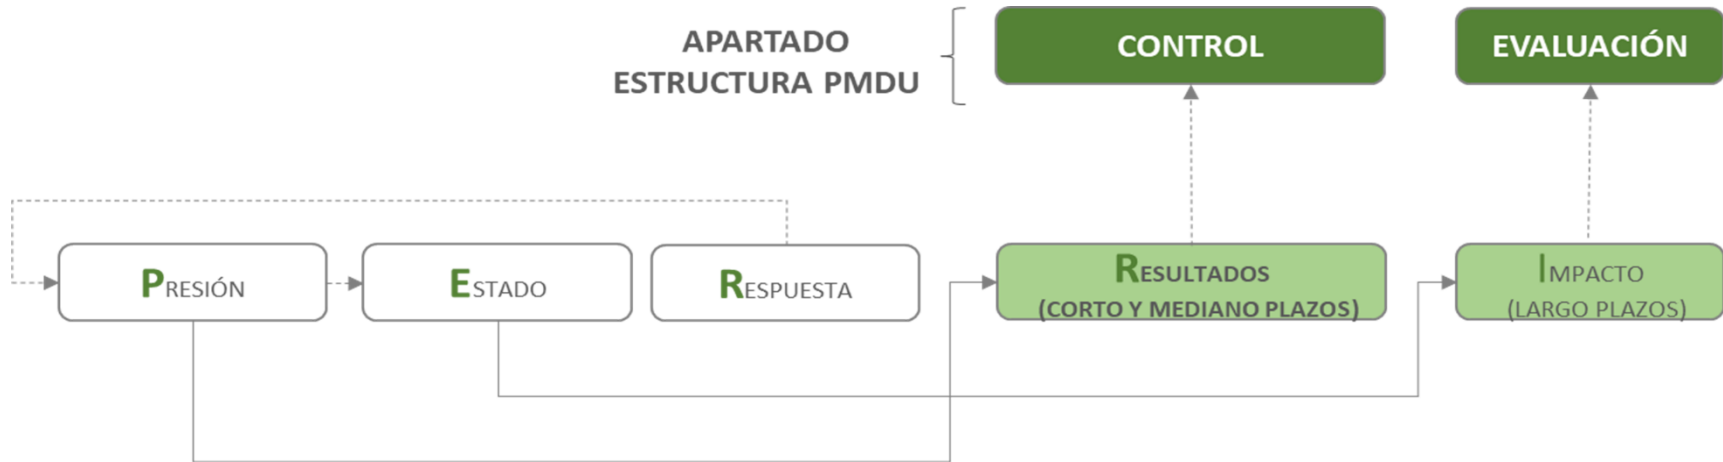 APARTADO
ESTRUCTURA PMDU
CONTROL
EVALUACIÓN
PRESIÓN
ESTADO
RESPUESTA
RESULTADOS
(CORTO Y MEDIANO PLAZOS)
IMPACTO
(LARGO PLAZOS)